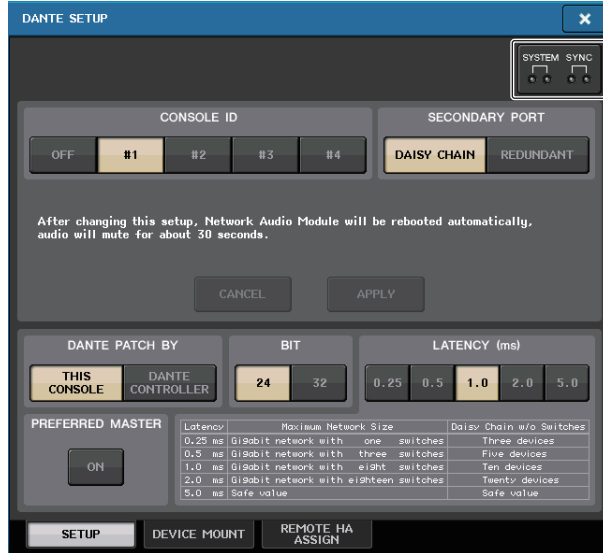 DANTE SETUP
SYSTEM SYNC
CONSOLE ID
SECONDARY PORT
OFF #1 #2 #3 #4 DAISY CHAIN REDUNDANT
After changing this setup, Network Audio Module will be rebooted automatically,
audio will mute for about 30 seconds.
CANCEL APPLY
DANTE PATCH BY BIT LATENCY (ms)
THIS CONSOLE DANTE CONTROLLER 24 32 0.25 0.5 1.0 2.0 5.0
PREFERRED MASTER
ON
Latency Maximum Network Size Daisy Chain w/o Switches
0.25 ms Gigabit network with one switches Three devices
0.5 ms Gigabit network with three switches Five devices
1.0 ms Gigabit network with eight switches Ten devices
2.0 ms Gigabit network with eighteen switches Twenty devices
5.0 ms Safe value Safe value
SETUP DEVICE MOUNT REMOTE HA ASSIGN